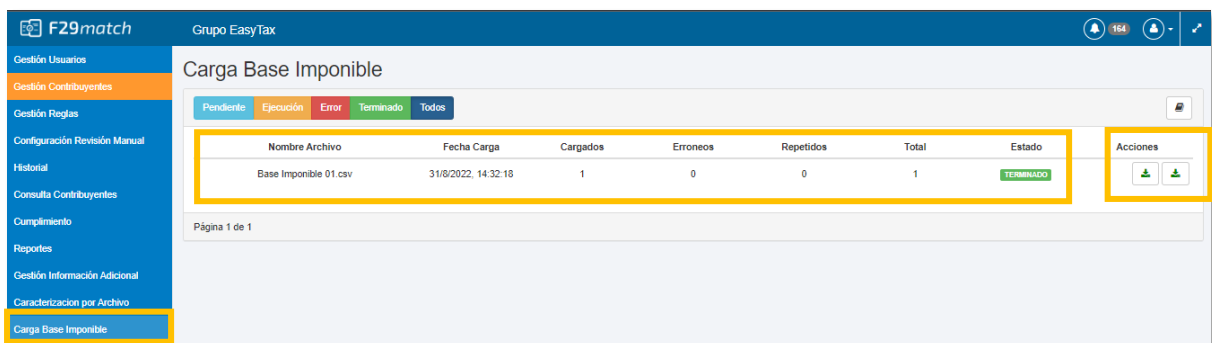 F29match
Grupo EasyTax
164
Gestión Usuarios
Gestión Contribuyentes
Gestión Reglas
Configuración Revisión Manual
Historial
Consulta Contribuyentes
Cumplimiento
Reportes
Gestión Información Adicional
Caracterizacion por Archivo
Carga Base Imponible
Carga Base Imponible
Pendiente Ejecución Error Terminado Todos
Nombre Archivo Fecha Carga Cargados Erroneos Repetidos Total Estado Acciones
Base Imponible 01.csv 31/8/2022, 14:32:18 1 0 0 1 TERMINADO
Página 1 de 1